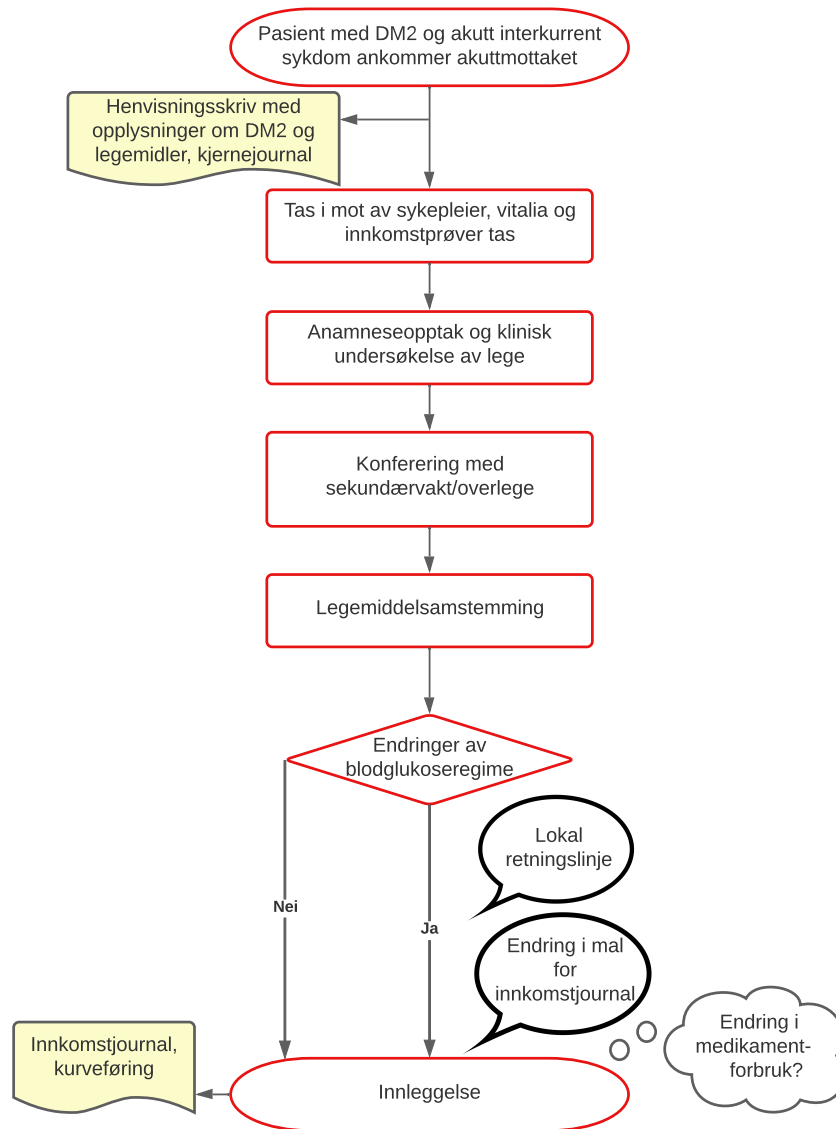 Pasient med DM2 og akutt interkurrent
sykdom ankommer akuttmottaket
Henvisningsskriv med
opplysninger om DM2 og
legemidler, kjernejournal
Tas i mot av sykepleier, vitalia og
innkomstprøver tas
Anamneseopptak og klinisk
undersøkelse av lege
Konferering med
sekundærvakt/overlege
Legemiddelsamstemming
Endringer av
blodglukoseregime
Lokal
retningslinje
Nei
Ja
Endring i mal
for
innkomstjournal
Endring i
medikament-
forbruk?
Innkomstjournal,
kurveføring
Innleggelse